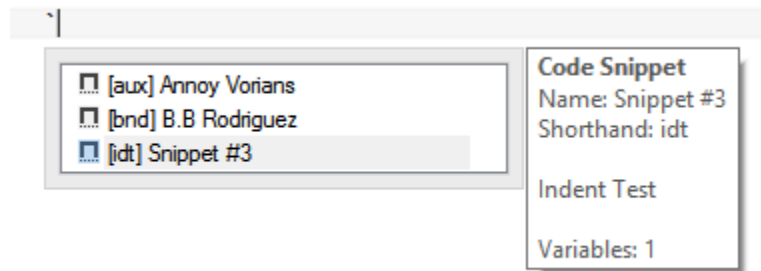 `
[aux] Annoy Vorians
[bnd] B.B Rodriguez
[idt] Snippet #3
Code Snippet
Name: Snippet #3
Shorthand: idt
Indent Test
Variables: 1